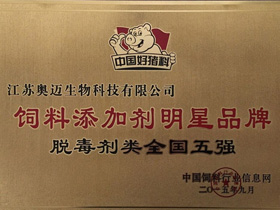 中国好猪料
江苏奥迈生物科技有限公司
饲料添加剂明星品牌
脱毒剂类全国五强
中国饲料行业信息网
二〇一五年九月